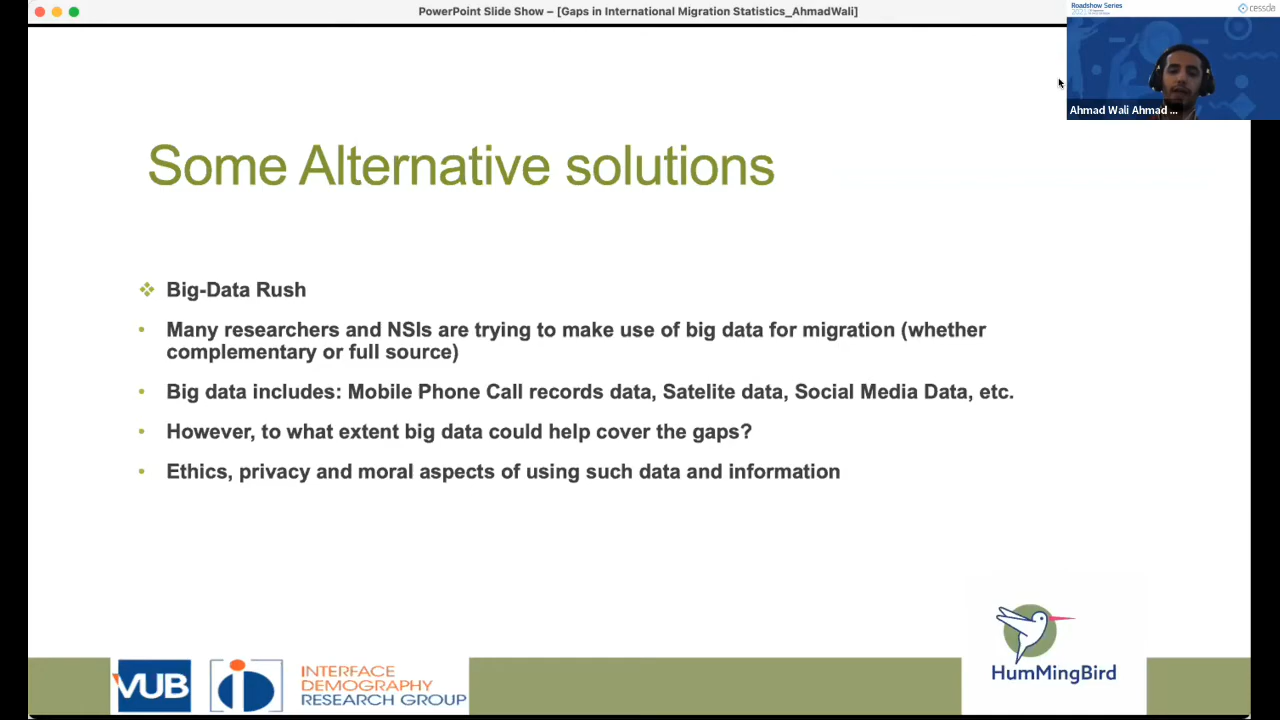 PowerPoint Slide Show – [Gaps in International Migration Statistics_AhmadWali]
Roadshow Series
cessda
Ahmad Wali Ahmad ...
Some Alternative solutions
Big-Data Rush
Many researchers and NSIs are trying to make use of big data for migration (whether
complementary or full source)
Big data includes: Mobile Phone Call records data, Satelite data, Social Media Data, etc.
However, to what extent big data could help cover the gaps?
Ethics, privacy and moral aspects of using such data and information
HumMingBird
VUB
INTERFACE
DEMOGRAPHY
RESEARCH GROUP